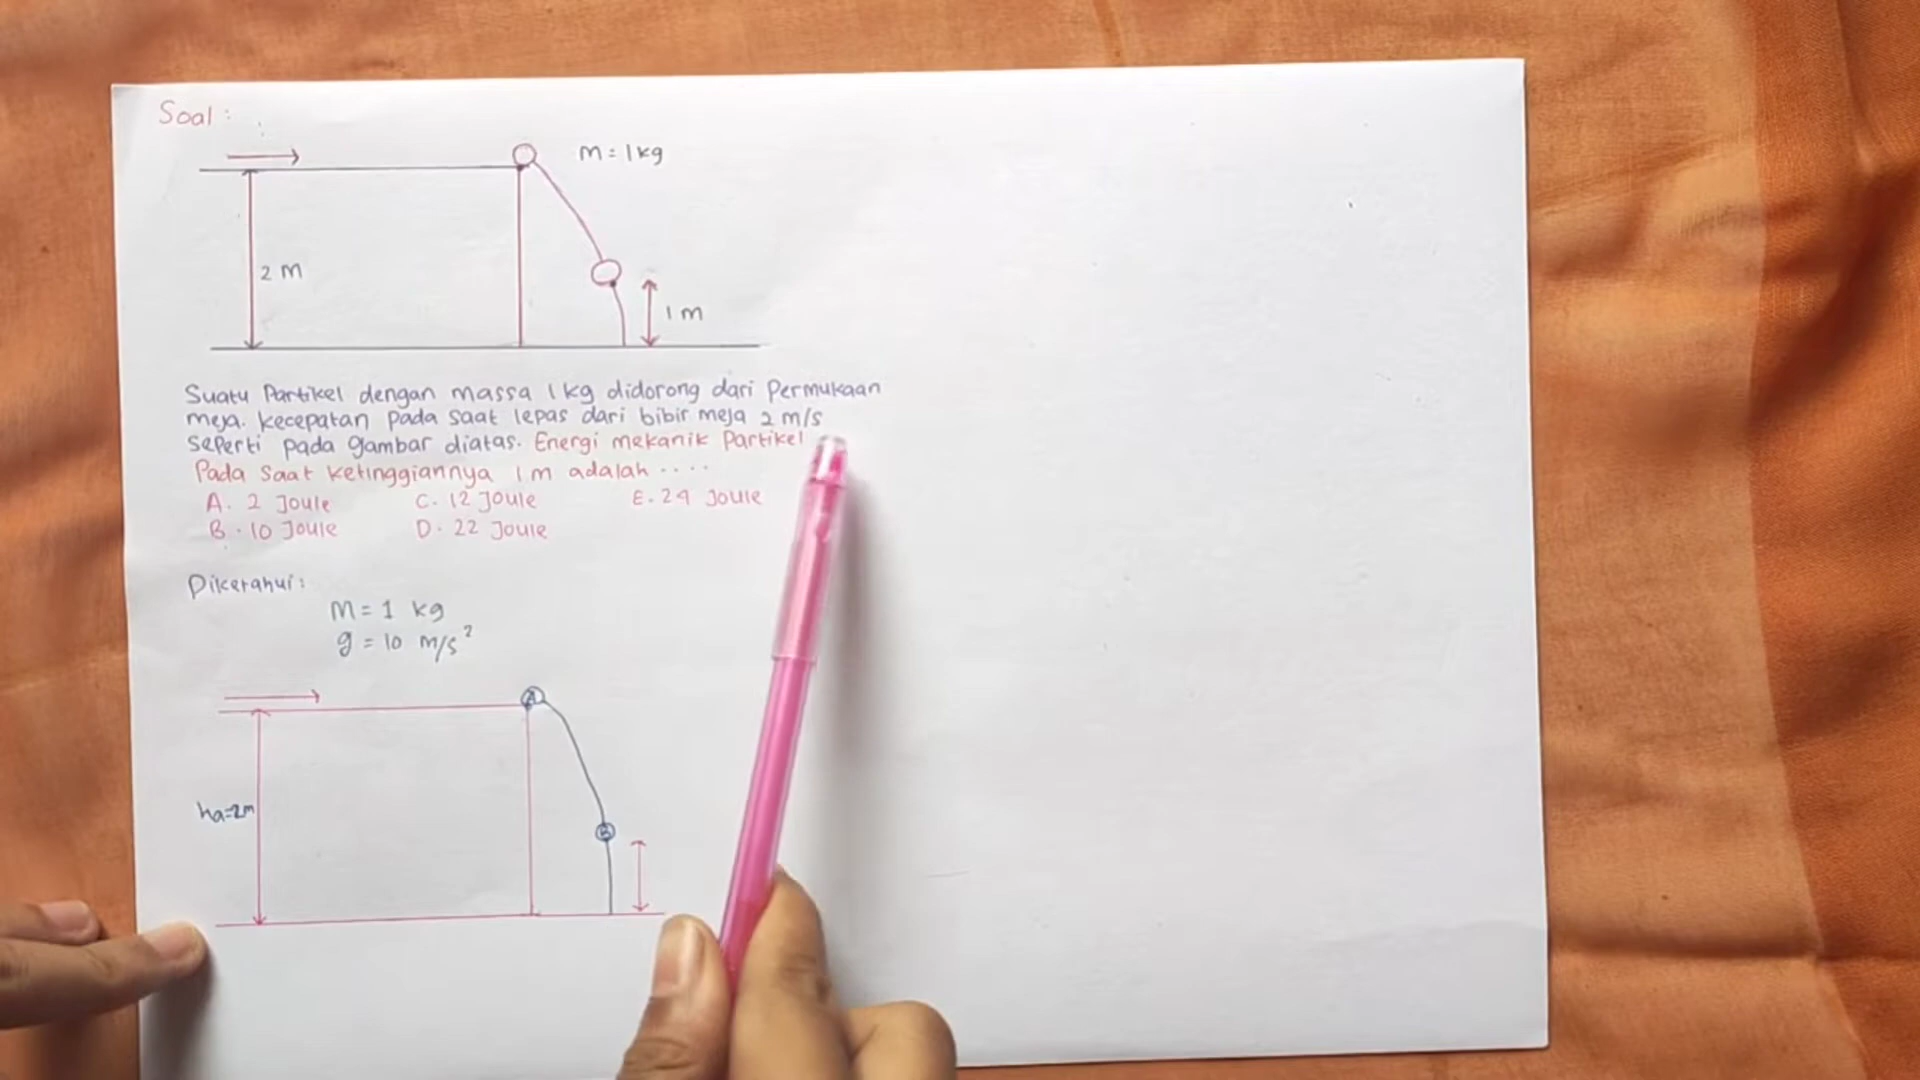 Soal :
m = 1 kg
2 m
1 m
Suatu Partikel dengan massa 1 kg didorong dari Permukaan
meja. kecepatan pada saat lepas dari bibir meja 2 m/s
seperti pada gambar diatas. Energi mekanik Partikel
Pada saat ketinggiannya 1 m adalah ....
A. 2 Joule C. 12 Joule E. 24 Joule
B. 10 Joule D. 22 Joule
Diketahui:
m = 1 kg
g = 10 m/s²
A
ha=2m
B